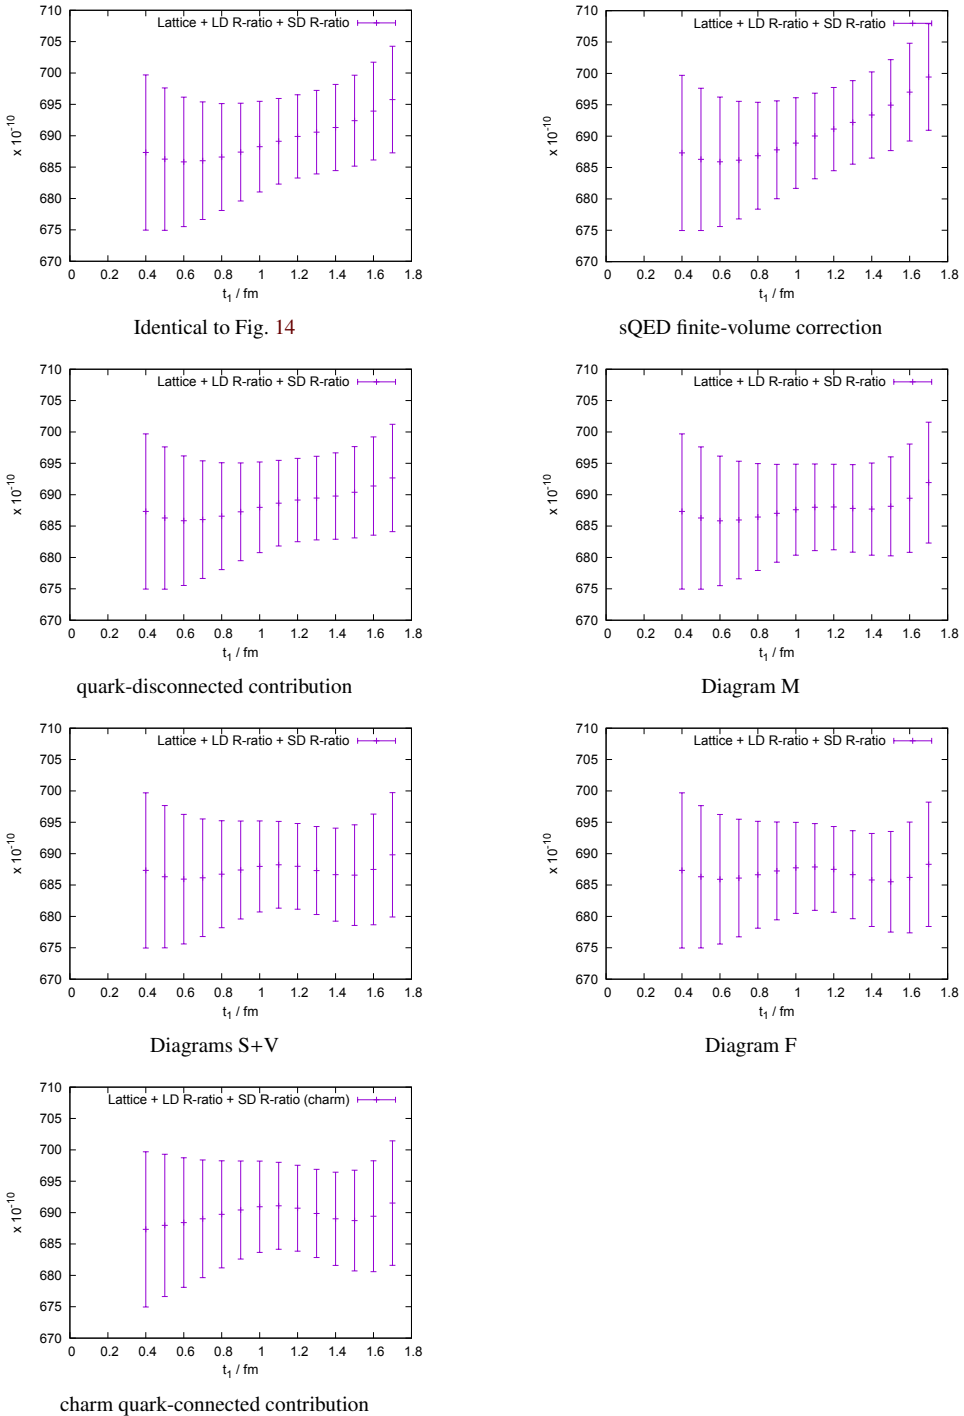 710
705
700
695
690
685
680
675
670
x 10^-10
Lattice + LD R-ratio + SD R-ratio
0 0.2 0.4 0.6 0.8 1 1.2 1.4 1.6 1.8
t_1 / fm
Identical to Fig. 14
710
705
700
695
690
685
680
675
670
x 10^-10
Lattice + LD R-ratio + SD R-ratio
0 0.2 0.4 0.6 0.8 1 1.2 1.4 1.6 1.8
t_1 / fm
sQED finite-volume correction
710
705
700
695
690
685
680
675
670
x 10^-10
Lattice + LD R-ratio + SD R-ratio
0 0.2 0.4 0.6 0.8 1 1.2 1.4 1.6 1.8
t_1 / fm
quark-disconnected contribution
710
705
700
695
690
685
680
675
670
x 10^-10
Lattice + LD R-ratio + SD R-ratio
0 0.2 0.4 0.6 0.8 1 1.2 1.4 1.6 1.8
t_1 / fm
Diagram M
710
705
700
695
690
685
680
675
670
x 10^-10
Lattice + LD R-ratio + SD R-ratio
0 0.2 0.4 0.6 0.8 1 1.2 1.4 1.6 1.8
t_1 / fm
Diagrams S+V
710
705
700
695
690
685
680
675
670
x 10^-10
Lattice + LD R-ratio + SD R-ratio
0 0.2 0.4 0.6 0.8 1 1.2 1.4 1.6 1.8
t_1 / fm
Diagram F
710
705
700
695
690
685
680
675
670
x 10^-10
Lattice + LD R-ratio + SD R-ratio (charm)
0 0.2 0.4 0.6 0.8 1 1.2 1.4 1.6 1.8
t_1 / fm
charm quark-connected contribution